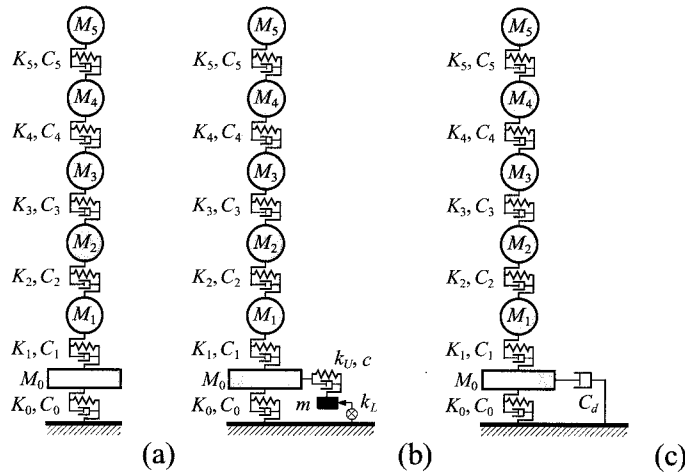 M5 M5 M5
K5, C5 K5, C5 K5, C5
M4 M4 M4
K4, C4 K4, C4 K4, C4
M3 M3 M3
K3, C3 K3, C3 K3, C3
M2 M2 M2
K2, C2 K2, C2 K2, C2
M1 M1 M1
K1, C1 K1, C1 kU, c K1, C1
M0 M0 M0
K0, C0 K0, C0 m kL K0, C0 Cd
(a) (b) (c)